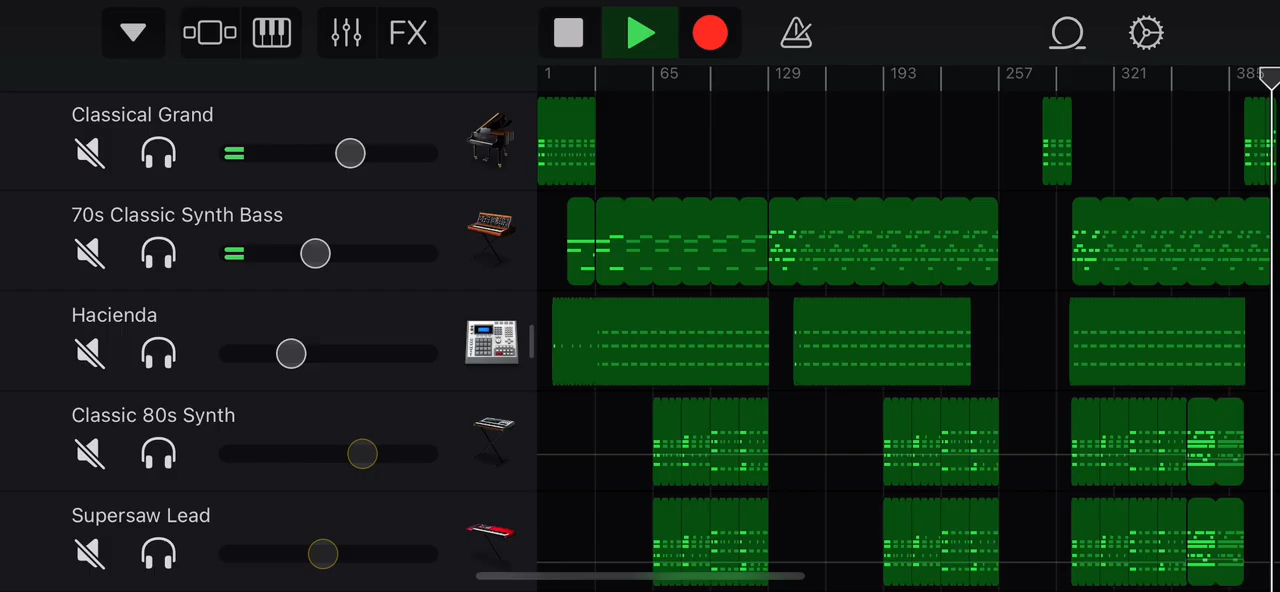 FX
1 65 129 193 257 321 385
Classical Grand
70s Classic Synth Bass
Hacienda
Classic 80s Synth
Supersaw Lead